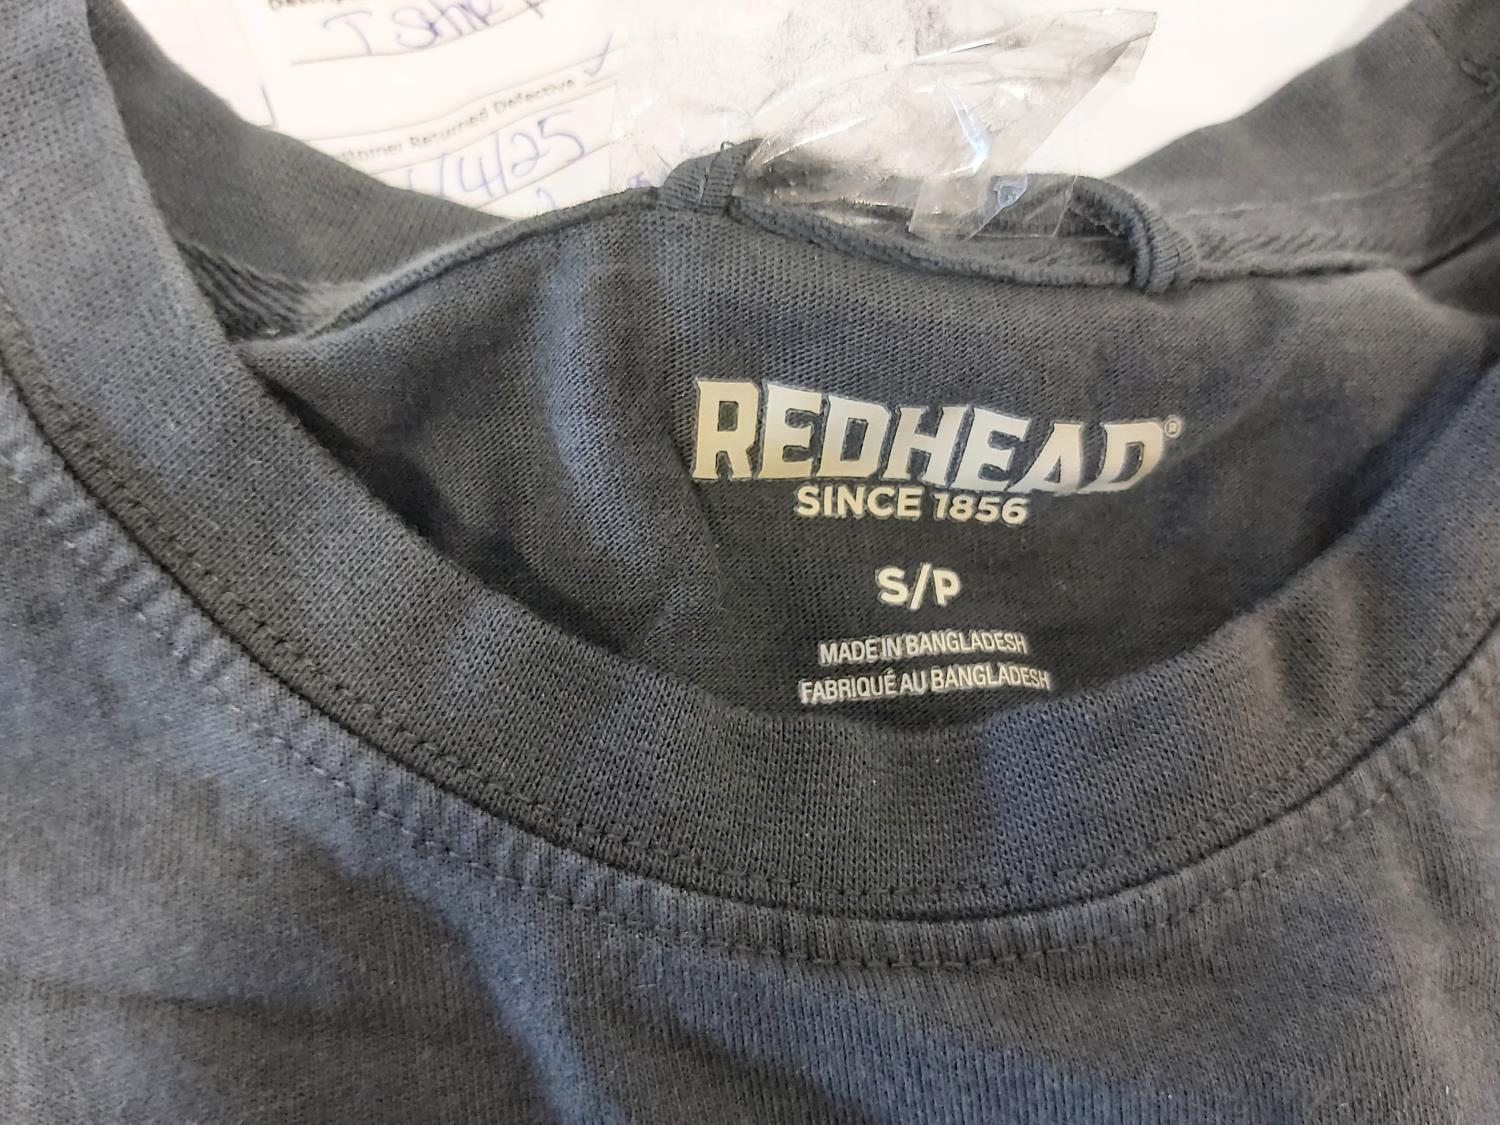 T Shirt
Customer Returned Defective ✓
/4/25
REDHEAD®
SINCE 1856
S/P
MADE IN BANGLADESH
FABRIQUÉ AU BANGLADESH